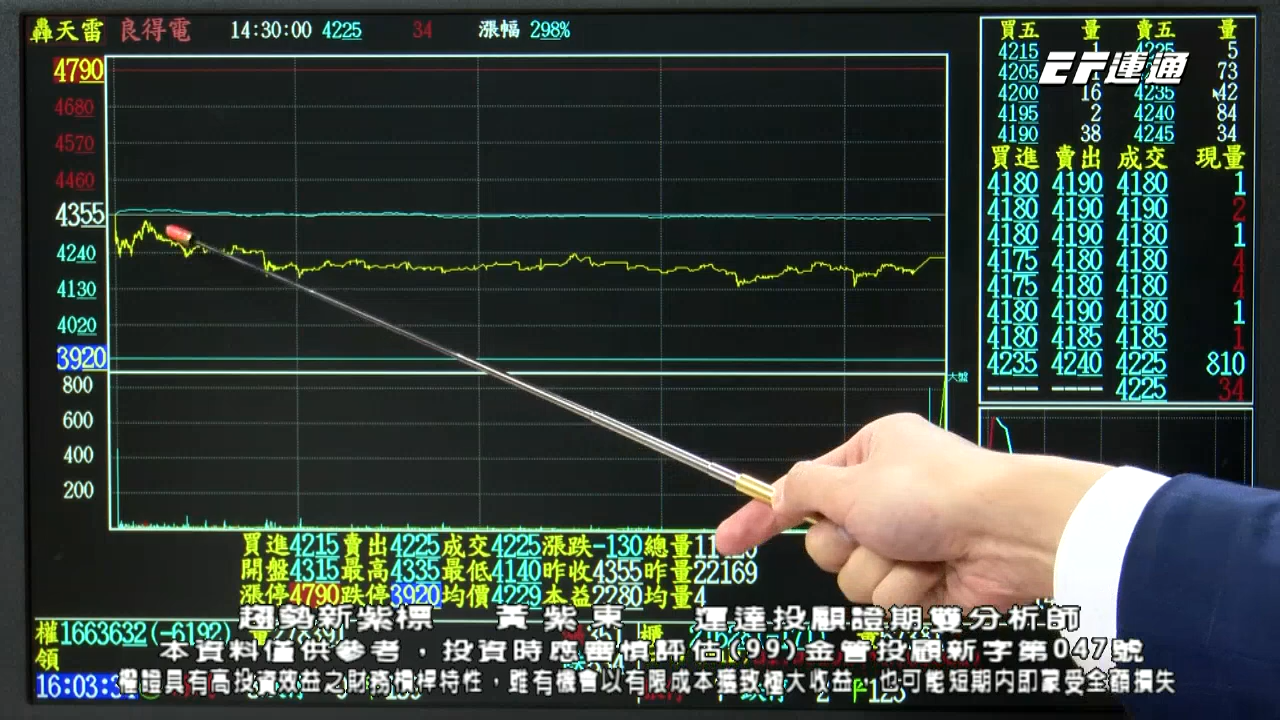 轟天雷 良得電 14:30:00 4225 34 漲幅 298%
EF運通
買五 量 賣五 量
4215 1 4225 5
4205 73
4200 16 4235 42
4195 2 4240 84
4190 38 4245 34
買進 賣出 成交 現量
4180 4190 4180 1
4180 4190 4190 2
4180 4190 4180 1
4175 4180 4180 4
4175 4180 4180 4
4180 4190 4180 1
4180 4185 4185 1
4235 4240 4225 810
---- ---- 4225 34
4790
4680
4570
4460
4355
4240
4130
4020
3920
800
600
400
200
大盤
買進4215賣出4225成交4225漲跌-130總量
開盤4315最高4335最低4140昨收4355昨量22169
漲停4790跌停3920均價4229本益2280均量4
趨勢新紫標 黃紫東 運達投顧證期雙分析師
權1663632(-6192)
本資料僅供參考，投資時應審慎評估(99)金管投顧新字第047號
領
16:03:3
權證具有高投資效益之財務槓桿特性，雖有機會以有限成本獲致極大收益，也可能短期內即蒙受全額損失